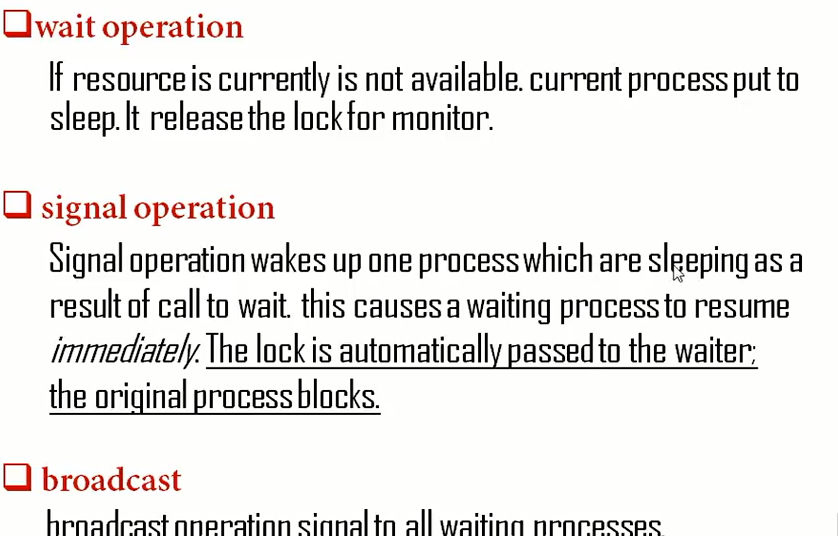 wait operation
If resource is currently is not available. current process put to
sleep. It release the lock for monitor.
signal operation
Signal operation wakes up one process which are sleeping as a
result of call to wait. this causes a waiting process to resume
immediately. The lock is automatically passed to the waiter;
the original process blocks.
broadcast
broadcast operation signal to all waiting processes.